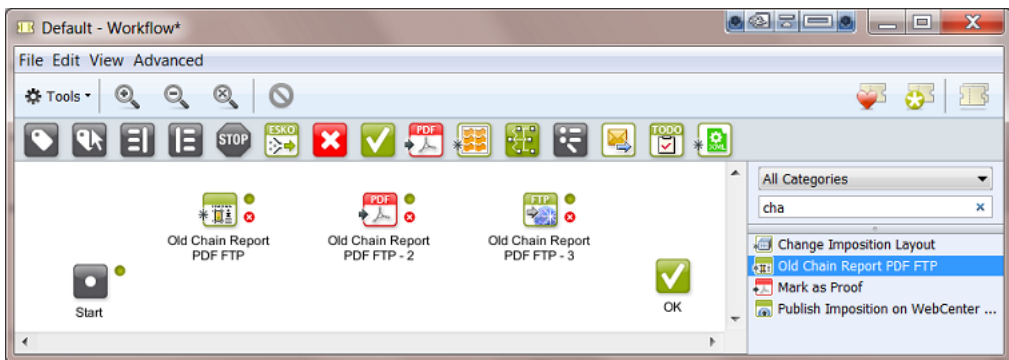 Default - Workflow*
File Edit View Advanced
Tools
STOP
ESKO
PDF
TODO
XML
All Categories
cha
PDF
FTP
Old Chain Report
PDF FTP
Old Chain Report
PDF FTP - 2
Old Chain Report
PDF FTP - 3
Start
OK
Change Imposition Layout
Old Chain Report PDF FTP
Mark as Proof
Publish Imposition on WebCenter ...